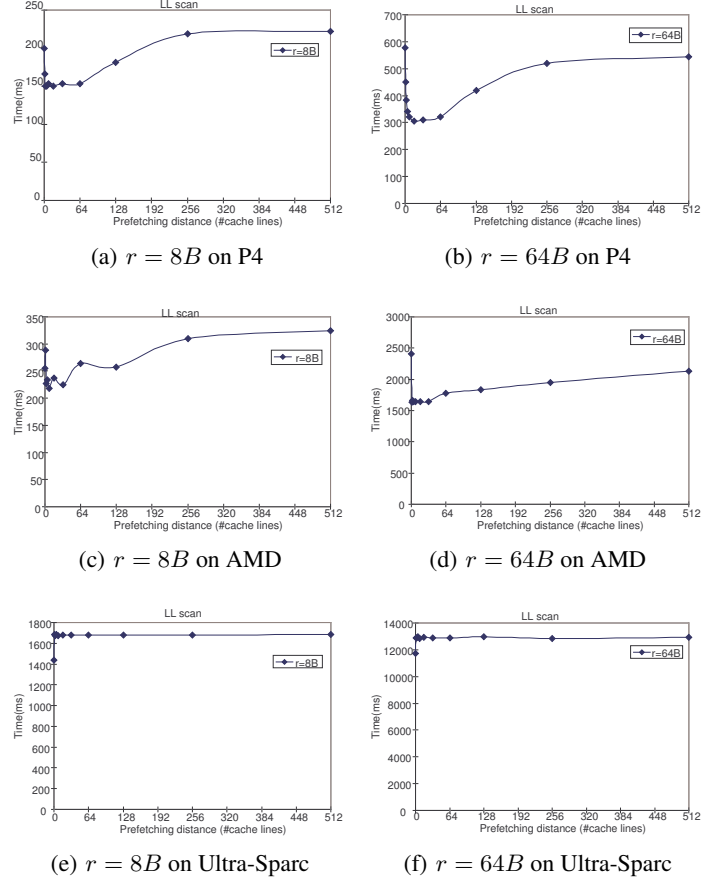 LL scan
250
200
150
100
50
0
Time(ms)
r=8B
0 64 128 192 256 320 384 448 512
Prefetching distance (#cache lines)
(a) r = 8B on P4
LL scan
700
600
500
400
300
200
100
0
Time(ms)
r=64B
0 64 128 192 256 320 384 448 512
Prefetching distance (#cache lines)
(b) r = 64B on P4
LL scan
350
300
250
200
150
100
50
0
Time(ms)
r=8B
0 64 128 192 256 320 384 448 512
Prefetching distance (#cache lines)
(c) r = 8B on AMD
LL scan
3000
2500
2000
1500
1000
500
0
Time(ms)
r=64B
0 64 128 192 256 320 384 448 512
Prefetching distance (#cache lines)
(d) r = 64B on AMD
LL scan
1800
1600
1400
1200
1000
800
600
400
200
0
Time(ms)
r=8B
0 64 128 192 256 320 384 448 512
Prefetching distance (#cache lines)
(e) r = 8B on Ultra-Sparc
LL scan
14000
12000
10000
8000
6000
4000
2000
0
Time(ms)
r=64B
0 64 128 192 256 320 384 448 512
Prefetching distance (#cache lines)
(f) r = 64B on Ultra-Sparc